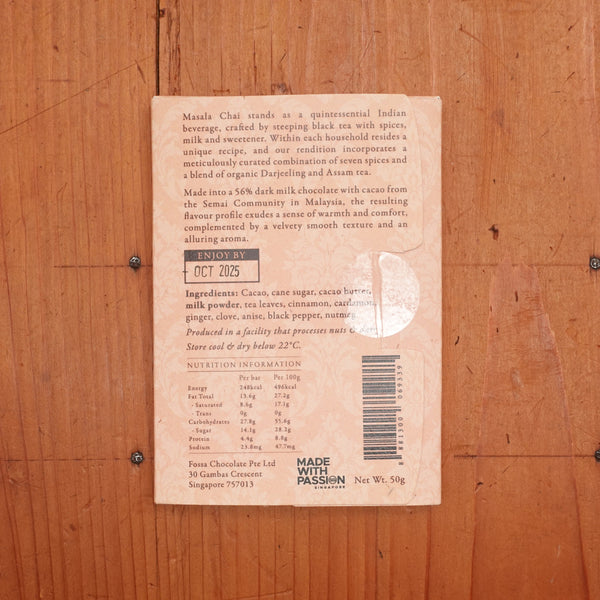 Masala Chai stands as a quintessential Indian
beverage, crafted by steeping black tea with spices,
milk and sweetener. Within each household resides a
unique recipe, and our rendition incorporates a
meticulously curated combination of seven spices and
a blend of organic Darjeeling and Assam tea.
Made into a 56% dark milk chocolate with cacao from
the Semai Community in Malaysia, the resulting
flavour profile exudes a sense of warmth and comfort,
complemented by a velvety smooth texture and an
alluring aroma.
ENJOY BY
OCT 2025
Ingredients: Cacao, cane sugar, cacao butter,
milk powder, tea leaves, cinnamon, cardamom,
ginger, clove, anise, black pepper, nutmeg
Produced in a facility that processes nuts &
Store cool & dry below 22°C.
NUTRITION INFORMATION
Per bar Per 100g
Energy 248kcal 496kcal
Fat Total 13.6g 27.2g
- Saturated 8.6g 17.1g
- Trans 0g 0g
Carbohydrates 27.8g 55.6g
- Sugar 14.1g 28.2g
Protein 4.4g 8.8g
Sodium 23.8mg 47.7mg
8 881300 069339
Fossa Chocolate Pte Ltd
30 Gambas Crescent
Singapore 757013
MADE
WITH
PASSION
SINGAPORE
Net Wt. 50g